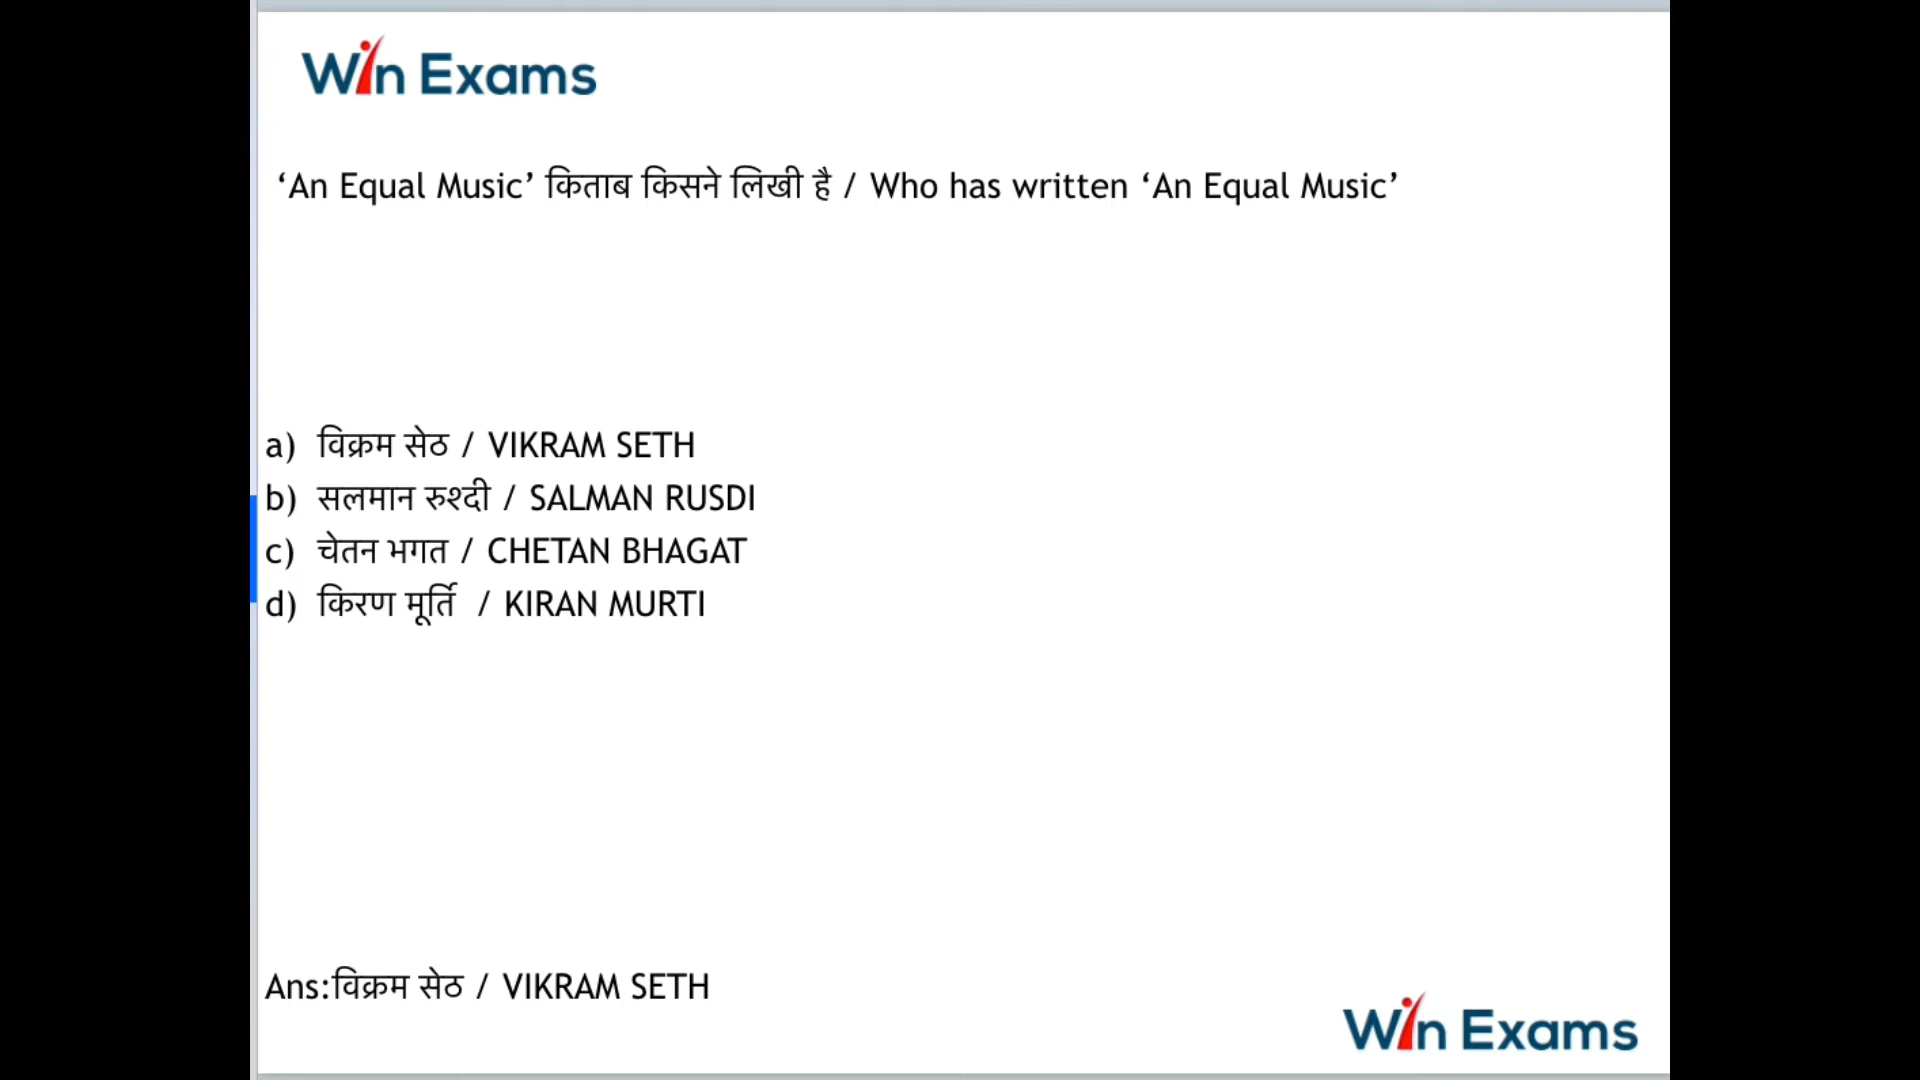 Win Exams
‘An Equal Music’ किताब किसने लिखी है / Who has written ‘An Equal Music’
a) विक्रम सेठ / VIKRAM SETH
b) सलमान रुश्दी / SALMAN RUSDI
c) चेतन भगत / CHETAN BHAGAT
d) किरण मूर्ति / KIRAN MURTI
Ans:विक्रम सेठ / VIKRAM SETH
Win Exams